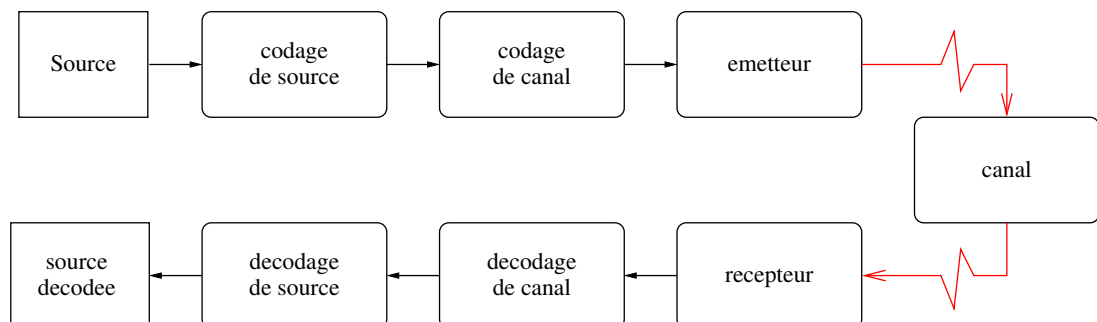 Source
codage
de source
codage
de canal
emetteur
canal
source
decodee
decodage
de source
decodage
de canal
recepteur